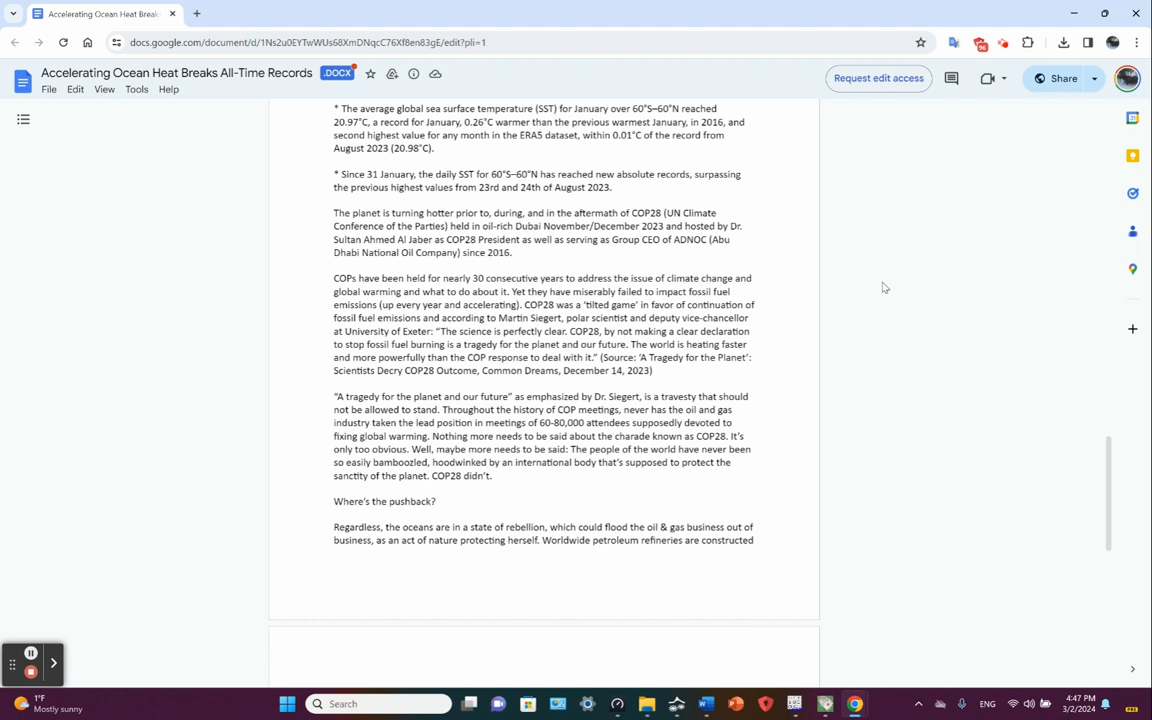 Accelerating Ocean Heat Breaks
docs.google.com/document/d/1Ns2u0EYTwWUs68XmDNqcC76Xf8en83gE/edit?pli=1
96
Accelerating Ocean Heat Breaks All-Time Records
.DOCX
File Edit View Tools Help
Request edit access
Share
* The average global sea surface temperature (SST) for January over 60°S–60°N reached
20.97°C, a record for January, 0.26°C warmer than the previous warmest January, in 2016, and
second highest value for any month in the ERA5 dataset, within 0.01°C of the record from
August 2023 (20.98°C).
* Since 31 January, the daily SST for 60°S–60°N has reached new absolute records, surpassing
the previous highest values from 23rd and 24th of August 2023.
The planet is turning hotter prior to, during, and in the aftermath of COP28 (UN Climate
Conference of the Parties) held in oil-rich Dubai November/December 2023 and hosted by Dr.
Sultan Ahmed Al Jaber as COP28 President as well as serving as Group CEO of ADNOC (Abu
Dhabi National Oil Company) since 2016.
COPs have been held for nearly 30 consecutive years to address the issue of climate change and
global warming and what to do about it. Yet they have miserably failed to impact fossil fuel
emissions (up every year and accelerating). COP28 was a ‘tilted game’ in favor of continuation of
fossil fuel emissions and according to Martin Siegert, polar scientist and deputy vice-chancellor
at University of Exeter: “The science is perfectly clear. COP28, by not making a clear declaration
to stop fossil fuel burning is a tragedy for the planet and our future. The world is heating faster
and more powerfully than the COP response to deal with it.” (Source: ‘A Tragedy for the Planet’:
Scientists Decry COP28 Outcome, Common Dreams, December 14, 2023)
“A tragedy for the planet and our future” as emphasized by Dr. Siegert, is a travesty that should
not be allowed to stand. Throughout the history of COP meetings, never has the oil and gas
industry taken the lead position in meetings of 60-80,000 attendees supposedly devoted to
fixing global warming. Nothing more needs to be said about the charade known as COP28. It’s
only too obvious. Well, maybe more needs to be said: The people of the world have never been
so easily bamboozled, hoodwinked by an international body that’s supposed to protect the
sanctity of the planet. COP28 didn’t.
Where’s the pushback?
Regardless, the oceans are in a state of rebellion, which could flood the oil & gas business out of
business, as an act of nature protecting herself. Worldwide petroleum refineries are constructed
1°F
Mostly sunny
Search
ENG
4:47 PM
3/2/2024